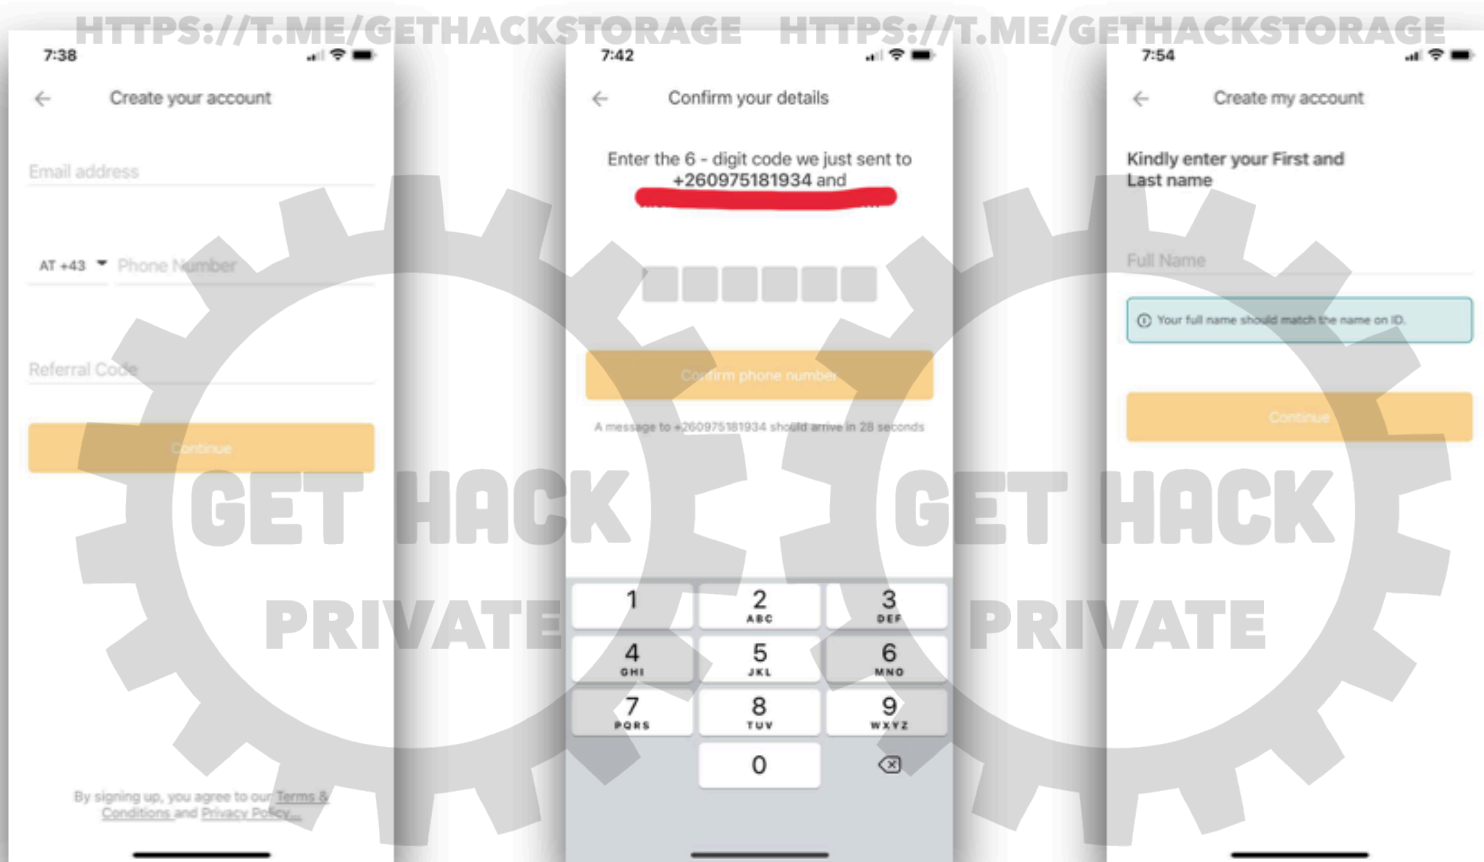 HTTPS://T.ME/GETHACKSTORAGE HTTPS://T.ME/GETHACKSTORAGE
7:38
Create your account
Email address
AT +43
Phone Number
Referral Code
Continue
By signing up, you agree to our Terms &
Conditions and Privacy Policy...
7:42
Confirm your details
Enter the 6 - digit code we just sent to
+260975181934 and
Confirm phone number
A message to +260975181934 should arrive in 28 seconds
1
2
ABC
3
DEF
4
GHI
5
JKL
6
MNO
7
PQRS
8
TUV
9
WXYZ
0
7:54
Create my account
Kindly enter your First and
Last name
Full Name
Your full name should match the name on ID.
Continue
GET HACK
PRIVATE
GET HACK
PRIVATE